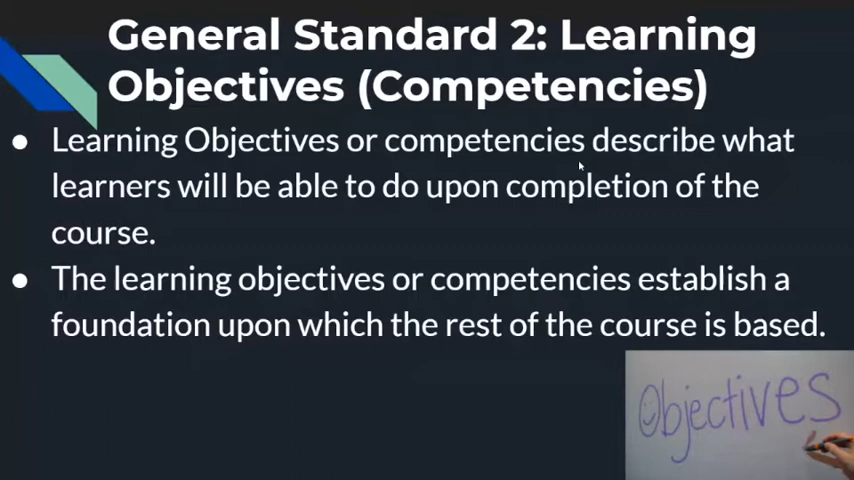 General Standard 2: Learning
Objectives (Competencies)
● Learning Objectives or competencies describe what
learners will be able to do upon completion of the
course.
● The learning objectives or competencies establish a
foundation upon which the rest of the course is based.
Objectives